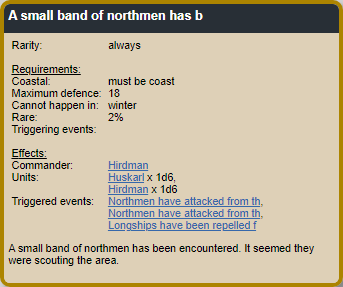 A small band of northmen has b
Rarity: always
Requirements:
Coastal: must be coast
Maximum defence: 18
Cannot happen in: winter
Rare: 2%
Triggering events:
Effects:
Commander: Hirdman
Units: Huskarl x 1d6,
Hirdman x 1d6
Triggered events: Northmen have attacked from th,
Northmen have attacked from th,
Longships have been repelled f
A small band of northmen has been encountered. It seemed they
were scouting the area.